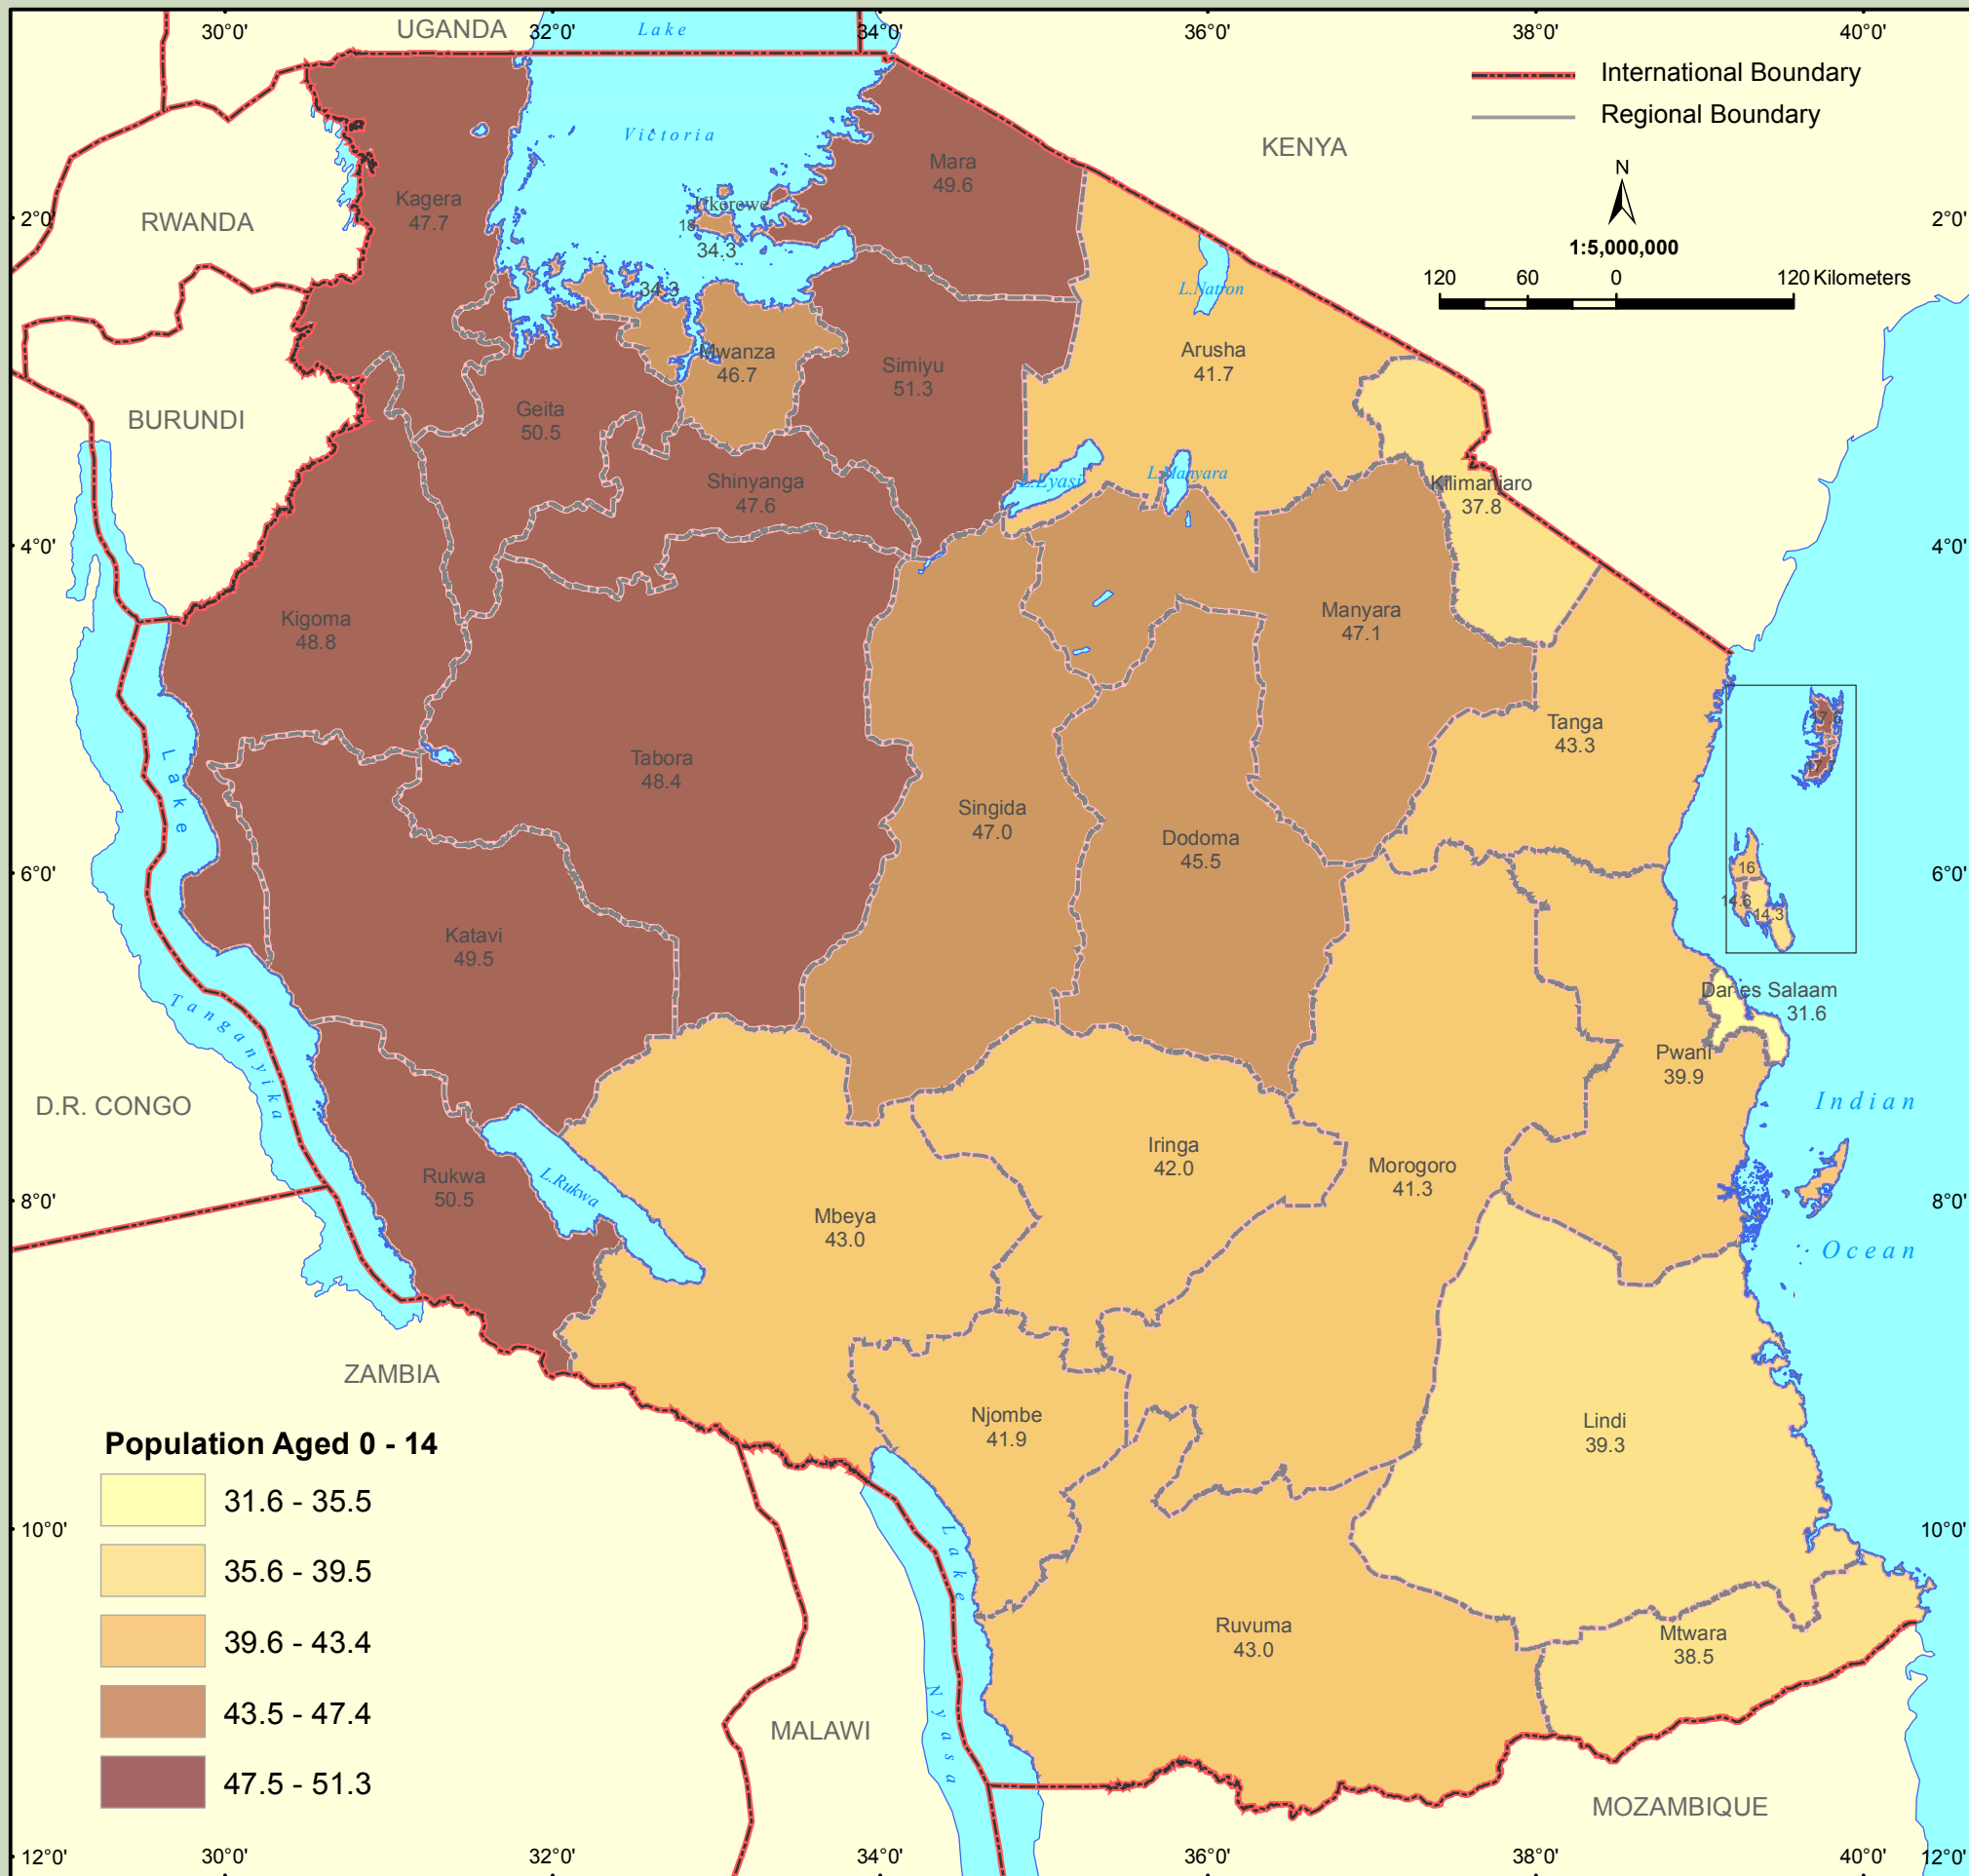 30°0'
UGANDA
32°0'
Lake
34°0'
36°0'
38°0'
40°0'
International Boundary
Regional Boundary
Victoria
KENYA
N
Mara
49.6
Kagera
47.7
RWANDA
2°0'
Ukerewe
18
34.3
1:5,000,000
120 60 0 120 Kilometers
34.3
L.Natron
Mwanza
46.7
Simiyu
51.3
Arusha
41.7
BURUNDI
Geita
50.5
Shinyanga
47.6
L.Eyasi
L.Manyara
Kilimanjaro
37.8
4°0'
4°0'
Kigoma
48.8
Manyara
47.1
Tanga
43.3
Lake
Tabora
48.4
Singida
47.0
Dodoma
45.5
6°0'
16
14.6
14.3
6°0'
Katavi
49.5
Tanganyika
Dar es Salaam
31.6
Pwani
39.9
D.R. CONGO
Indian
Iringa
42.0
Morogoro
41.3
Rukwa
50.5
L.Rukwa
8°0'
8°0'
Mbeya
43.0
Ocean
ZAMBIA
Njombe
41.9
Lindi
39.3
Population Aged 0 - 14
31.6 - 35.5
35.6 - 39.5
39.6 - 43.4
43.5 - 47.4
47.5 - 51.3
10°0'
10°0'
Lake
Nyasa
Ruvuma
43.0
Mtwara
38.5
MALAWI
MOZAMBIQUE
12°0'
30°0'
32°0'
34°0'
36°0'
38°0'
40°0'
12°0'